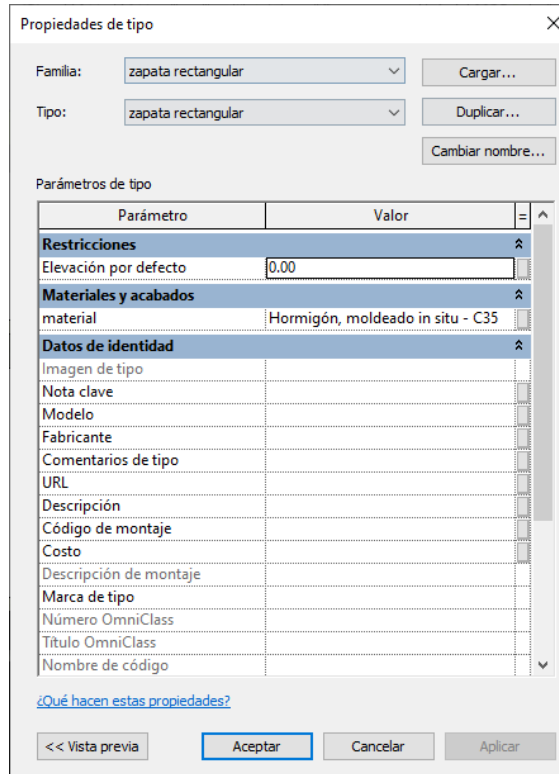 Propiedades de tipo
Familia: zapata rectangular Cargar...
Tipo: zapata rectangular Duplicar...
Cambiar nombre...
Parámetros de tipo
Parámetro Valor =
Restricciones
Elevación por defecto 0.00
Materiales y acabados
material Hormigón, moldeado in situ - C35
Datos de identidad
Imagen de tipo
Nota clave
Modelo
Fabricante
Comentarios de tipo
URL
Descripción
Código de montaje
Costo
Descripción de montaje
Marca de tipo
Número OmniClass
Título OmniClass
Nombre de código
¿Qué hacen estas propiedades?
<< Vista previa Aceptar Cancelar Aplicar